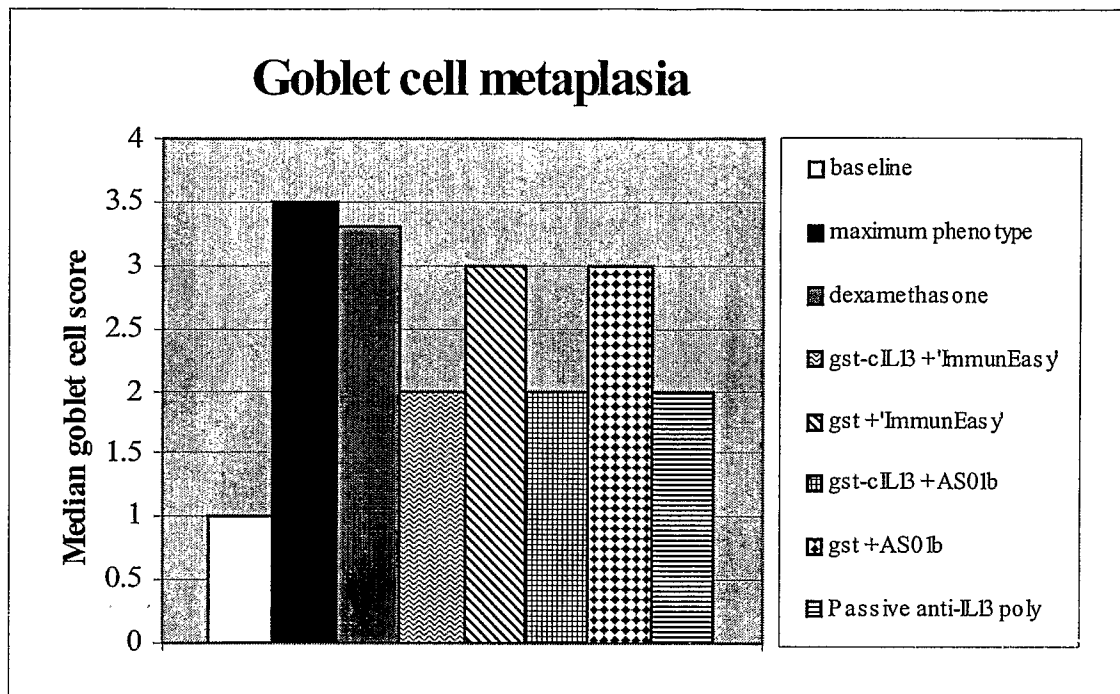 Goblet cell metaplasia
Median goblet cell score
4
3.5
3
2.5
2
1.5
1
0.5
0
baseline
maximum phenotype
dexamethasone
gst-cIL13 +'ImmunEasy'
gst +'ImmunEasy'
gst-cIL13 +AS01b
gst +AS01b
Passive anti-IL13 poly